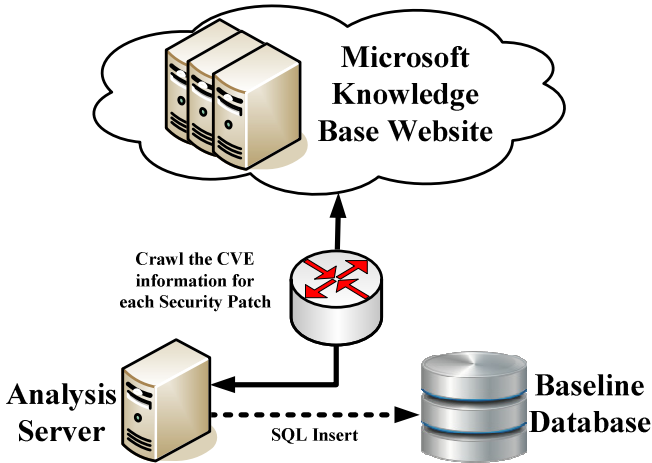 Microsoft
Knowledge
Base Website
Crawl the CVE
information for
each Security Patch
Analysis
Server
SQL Insert
Baseline
Database